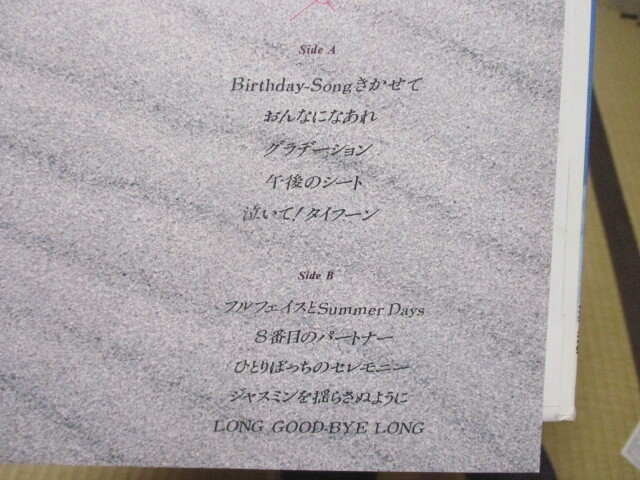 Side A
Birthday-Songきかせて
おんなになあれ
グラデーション
午後のシート
泣いて!タイフーン
Side B
フルフェイスとSummer Days
8番目のパートナー
ひとりぼっちのセレモニー
ジャスミンを揺らさぬように
LONG GOOD-BYE LONG